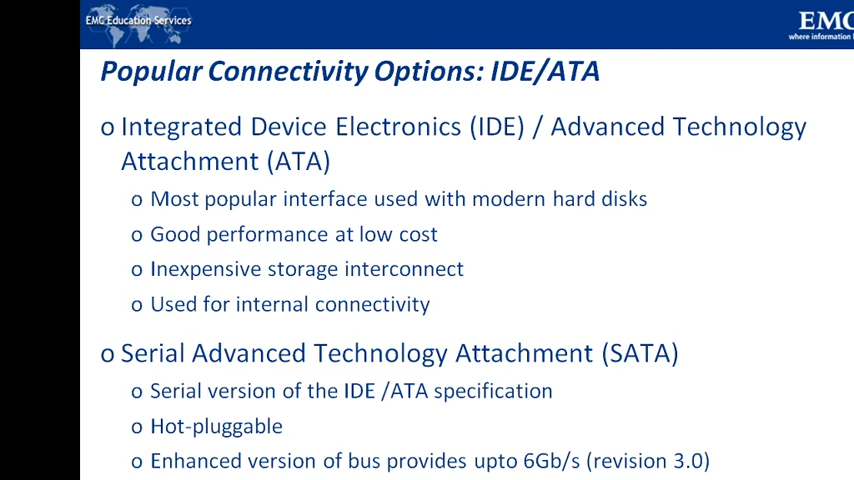 EMC Education Services
EMC
where information
Popular Connectivity Options: IDE/ATA
o Integrated Device Electronics (IDE) / Advanced Technology
Attachment (ATA)
o Most popular interface used with modern hard disks
o Good performance at low cost
o Inexpensive storage interconnect
o Used for internal connectivity
o Serial Advanced Technology Attachment (SATA)
o Serial version of the IDE /ATA specification
o Hot-pluggable
o Enhanced version of bus provides upto 6Gb/s (revision 3.0)